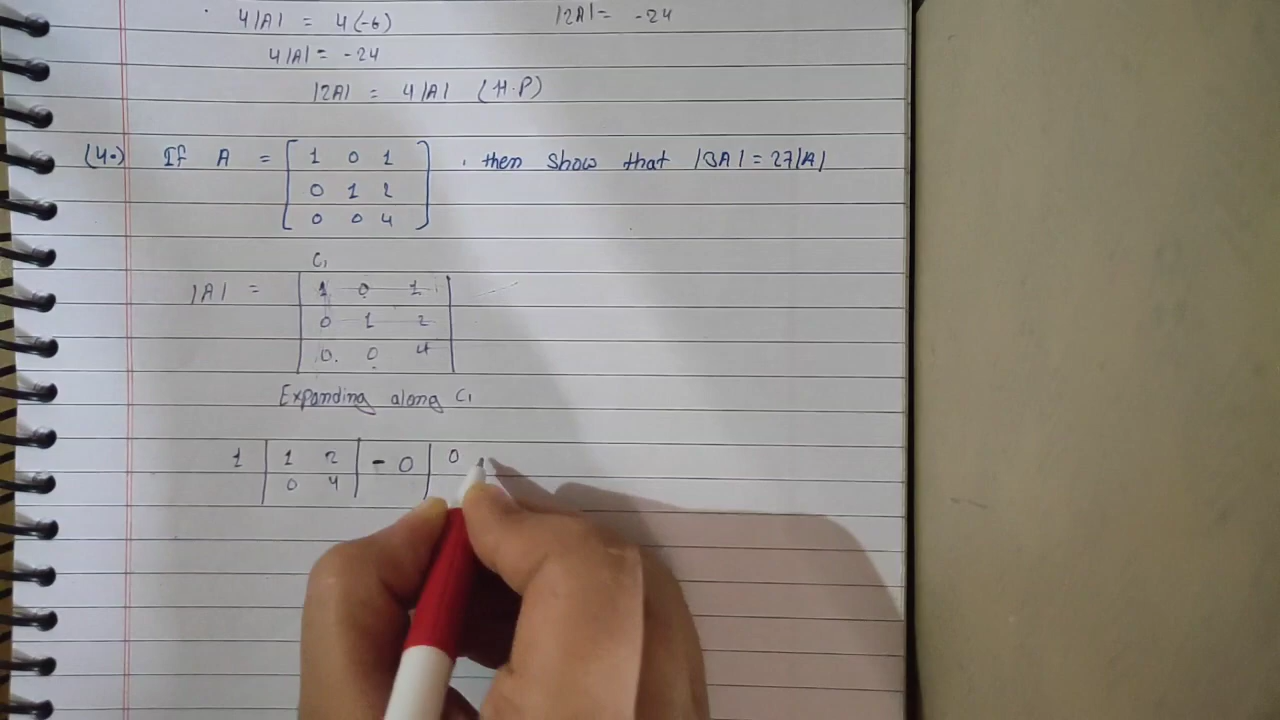 4|A| = 4(-6) |2A| = -24
4|A| = -24
|2A| = 4|A| (H.P)
(4.) If A = [ 1 0 1 ] , then show that |3A| = 27|A|
0 1 2
0 0 4
C₁
|A| = | 1 0 1 |
0 1 2
0 0 4
Expanding along C₁
1 | 1 2 | - 0 | 0
0 4